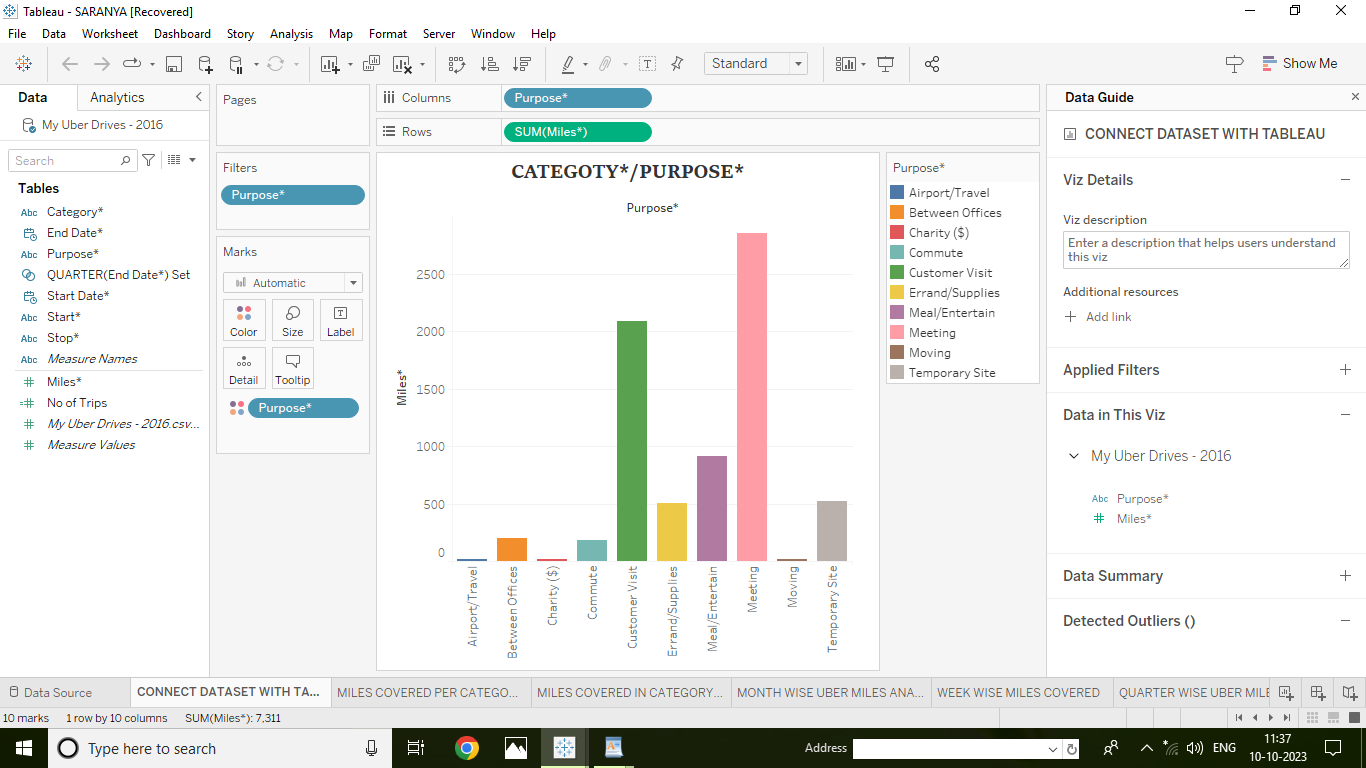 Tableau - SARANYA [Recovered]
File Data Worksheet Dashboard Story Analysis Map Format Server Window Help
Standard
Show Me
Data Analytics
My Uber Drives - 2016
Search
Tables
Abc Category*
End Date*
Abc Purpose*
QUARTER(End Date*) Set
Start Date*
Abc Start*
Abc Stop*
Abc Measure Names
# Miles*
=# No of Trips
# My Uber Drives - 2016.csv...
# Measure Values
Pages
Filters
Purpose*
Marks
Automatic
Color Size Label
Detail Tooltip
Purpose*
Columns Purpose*
Rows SUM(Miles*)
CATEGOTY*/PURPOSE*
Purpose*
Miles*
2500
2000
1500
1000
500
0
Airport/Travel
Between Offices
Charity ($)
Commute
Customer Visit
Errand/Supplies
Meal/Entertain
Meeting
Moving
Temporary Site
Purpose*
Airport/Travel
Between Offices
Charity ($)
Commute
Customer Visit
Errand/Supplies
Meal/Entertain
Meeting
Moving
Temporary Site
Data Guide
CONNECT DATASET WITH TABLEAU
Viz Details
Viz description
Enter a description that helps users understand
this viz
Additional resources
Add link
Applied Filters
Data in This Viz
My Uber Drives - 2016
Abc Purpose*
# Miles*
Data Summary
Detected Outliers ()
Data Source CONNECT DATASET WITH TA... MILES COVERED PER CATEGO... MILES COVERED IN CATEGORY... MONTH WISE UBER MILES ANA... WEEK WISE MILES COVERED QUARTER WISE UBER MILE
10 marks 1 row by 10 columns SUM(Miles*): 7,311
Type here to search
Address
ENG
11:37
10-10-2023